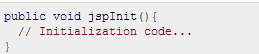 public void jspInit(){
  // Initialization code...
}